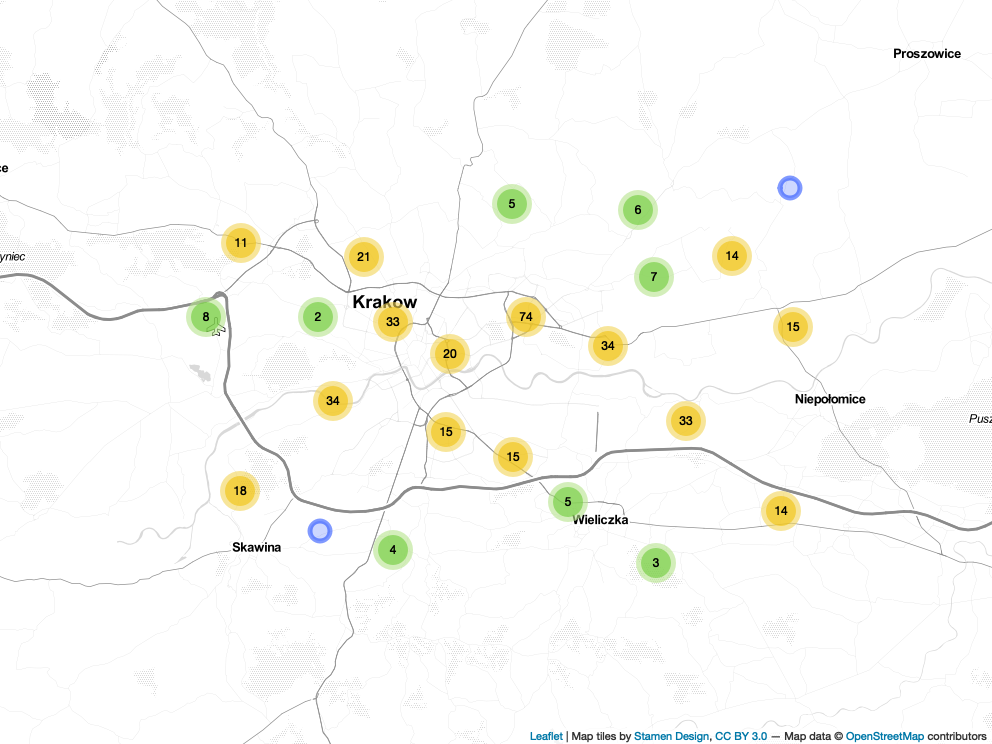 Proszowice
ce
5
6
11
21
14
yniec
7
Krakow
8
2
33
74
15
20
34
34
Niepołomice
33
Pusz
15
15
18
5
14
Wieliczka
Skawina
4
3
Leaflet | Map tiles by Stamen Design, CC BY 3.0 — Map data © OpenStreetMap contributors